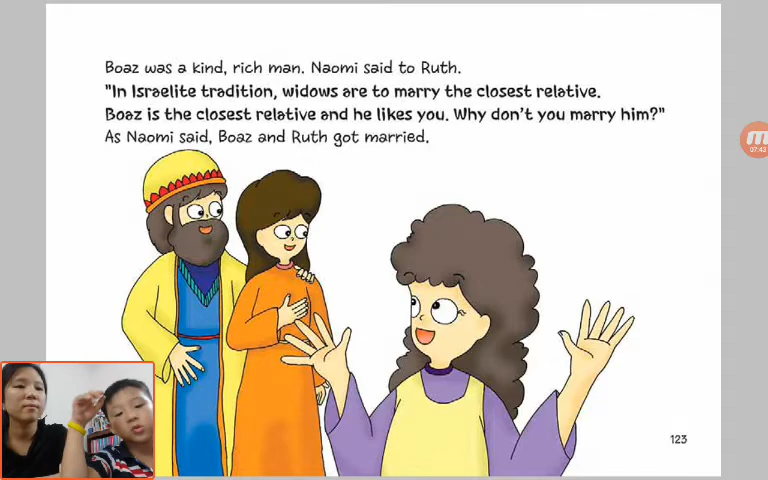 Boaz was a kind, rich man. Naomi said to Ruth.
"In Israelite tradition, widows are to marry the closest relative.
Boaz is the closest relative and he likes you. Why don't you marry him?"
As Naomi said, Boaz and Ruth got married.
07:43
123